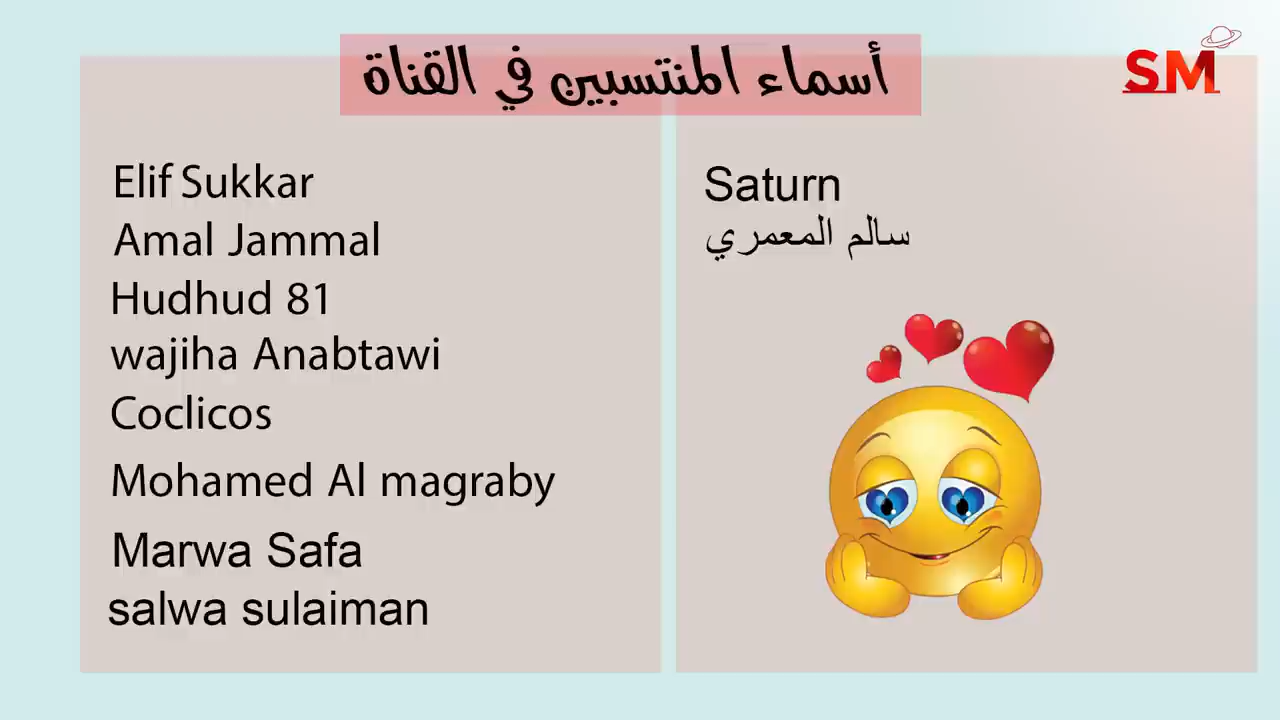 أسماء المنتسبين في القناة
SM
Elif Sukkar
Amal Jammal
Hudhud 81
wajiha Anabtawi
Coclicos
Mohamed Al magraby
Marwa Safa
salwa sulaiman
Saturn
سالم المعمري